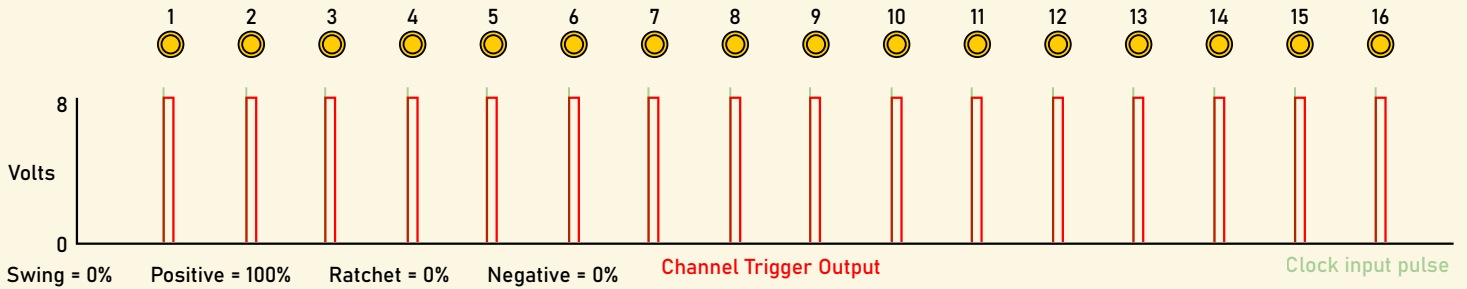 1 2 3 4 5 6 7 8 9 10 11 12 13 14 15 16
8
Volts
0
Swing = 0% Positive = 100% Ratchet = 0% Negative = 0% Channel Trigger Output Clock input pulse